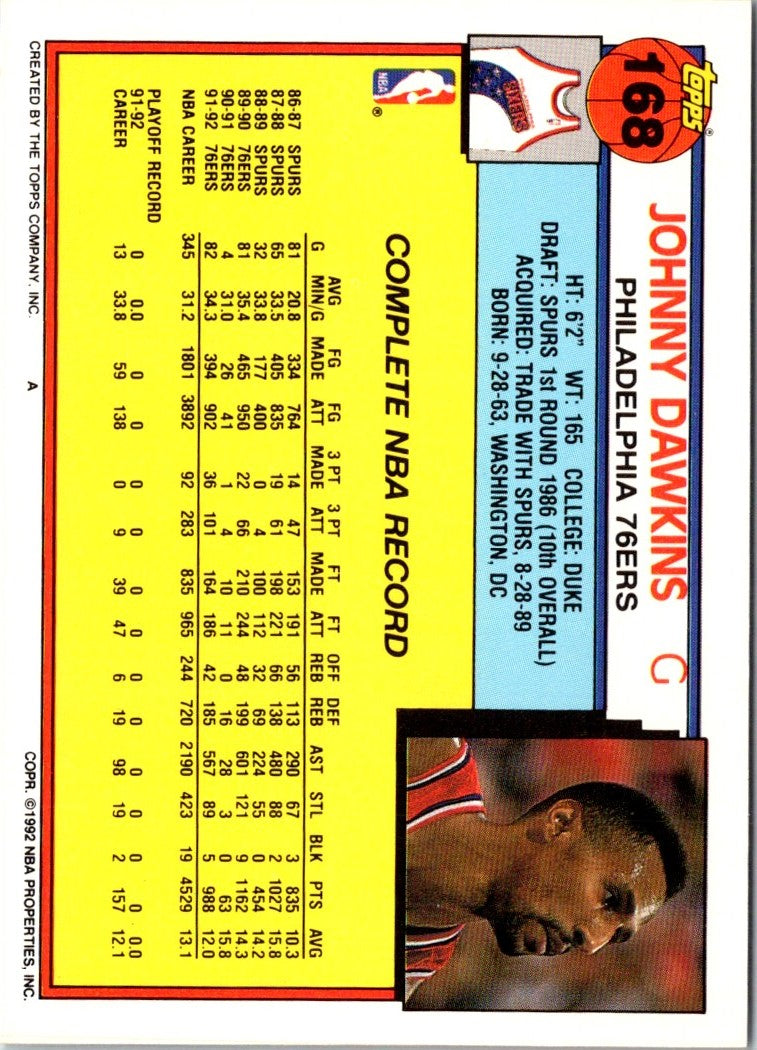 topps®
168
JOHNNY DAWKINS G
PHILADELPHIA 76ERS
SIXERS
HT: 6'2" WT: 165 COLLEGE: DUKE
DRAFT: SPURS 1st ROUND 1986 (10th OVERALL)
ACQUIRED: TRADE WITH SPURS, 8-28-89
BORN: 9-28-63, WASHINGTON, DC
NBA ®
COMPLETE NBA RECORD
AVG FG FG 3 PT 3 PT FT FT OFF DEF
G MIN/G MADE ATT MADE ATT MADE ATT REB REB AST STL BLK PTS AVG
86-87 SPURS 81 20.8 334 764 14 47 153 191 56 113 290 67 3 835 10.3
87-88 SPURS 65 33.5 405 835 19 61 198 221 66 138 480 88 2 1027 15.8
88-89 SPURS 32 33.8 177 400 0 4 100 112 32 69 224 55 0 454 14.2
89-90 76ERS 81 35.4 465 950 22 66 210 244 48 199 601 121 9 1162 14.3
90-91 76ERS 4 31.0 26 41 1 4 10 11 0 16 28 3 0 63 15.8
91-92 76ERS 82 34.3 394 902 36 101 164 186 42 185 567 89 5 988 12.0
NBA CAREER 345 31.2 1801 3892 92 283 835 965 244 720 2190 423 19 4529 13.1
PLAYOFF RECORD
91-92 0 0.0 0 0 0 0 0 0 0 0 0 0 0 0 0.0
CAREER 13 33.8 59 138 0 9 39 47 6 19 98 19 2 157 12.1
CREATED BY THE TOPPS COMPANY, INC. A COPR. ©1992 NBA PROPERTIES, INC.